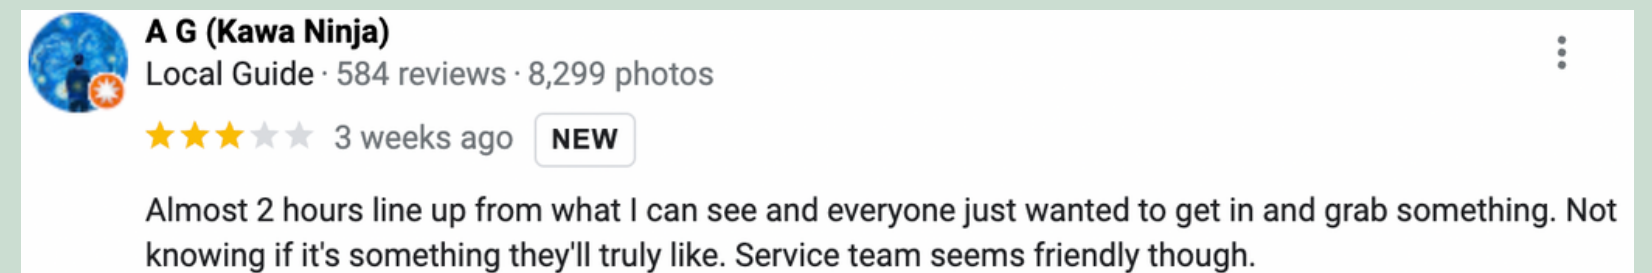 A G (Kawa Ninja)
Local Guide · 584 reviews · 8,299 photos
3 weeks ago NEW
Almost 2 hours line up from what I can see and everyone just wanted to get in and grab something. Not
knowing if it's something they'll truly like. Service team seems friendly though.